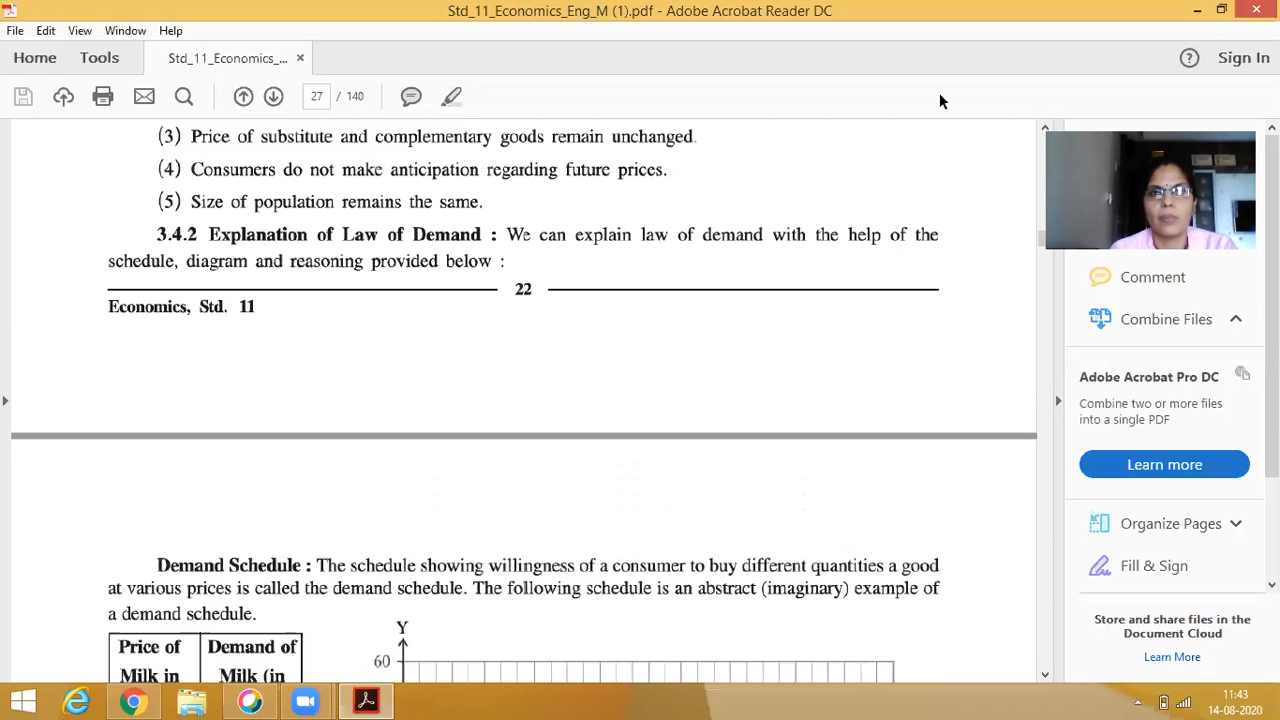 Std_11_Economics_Eng_M (1).pdf - Adobe Acrobat Reader DC
File Edit View Window Help
Home Tools Std_11_Economics_... × Sign In
27 / 140
(3) Price of substitute and complementary goods remain unchanged.
(4) Consumers do not make anticipation regarding future prices.
(5) Size of population remains the same.
3.4.2 Explanation of Law of Demand : We can explain law of demand with the help of the
schedule, diagram and reasoning provided below :
22
Economics, Std. 11
Demand Schedule : The schedule showing willingness of a consumer to buy different quantities a good
at various prices is called the demand schedule. The following schedule is an abstract (imaginary) example of
a demand schedule.
Price of Demand of
Milk in Milk (in
Y
60
Comment
Combine Files
Adobe Acrobat Pro DC
Combine two or more files
into a single PDF
Learn more
Organize Pages
Fill & Sign
Store and share files in the
Document Cloud
Learn More
11:43
14-08-2020